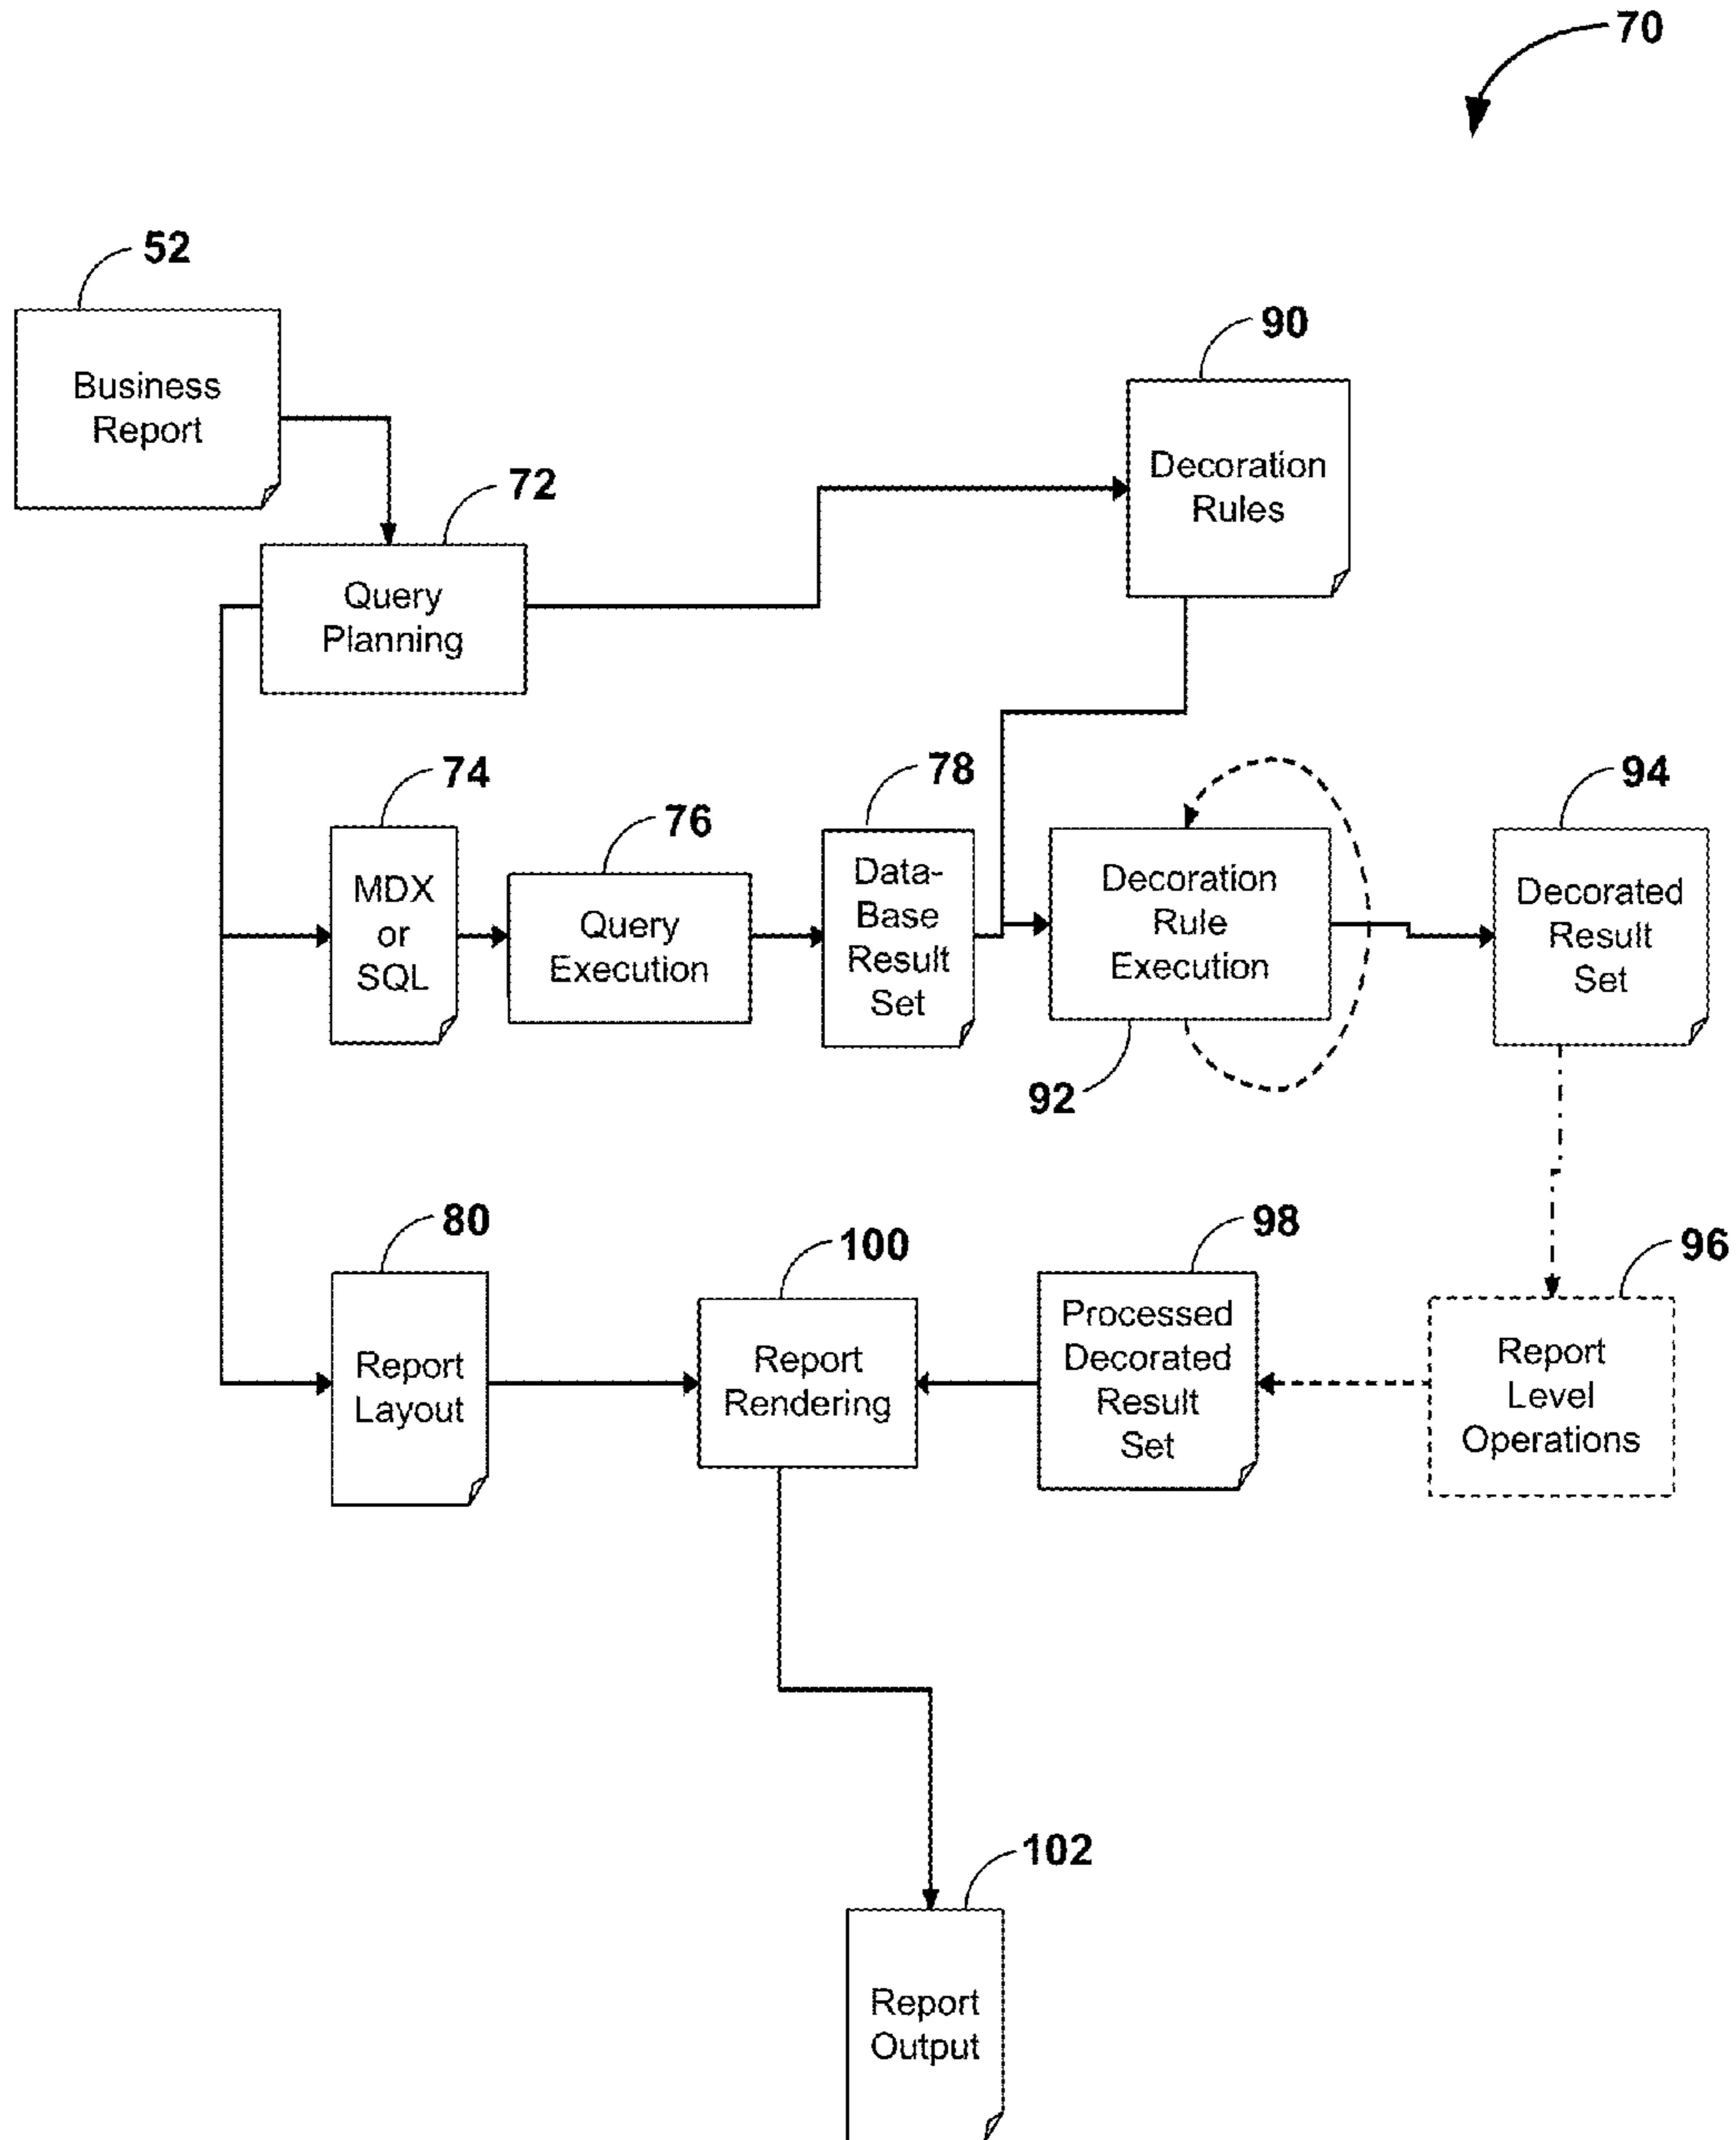 70
52
Business
Report
90
Decoration
Rules
72
Query
Planning
74
MDX
or
SQL
76
Query
Execution
78
Data-
Base
Result
Set
Decoration
Rule
Execution
92
94
Decorated
Result
Set
80
Report
Layout
100
Report
Rendering
98
Processed
Decorated
Result
Set
96
Report
Level
Operations
102
Report
Output